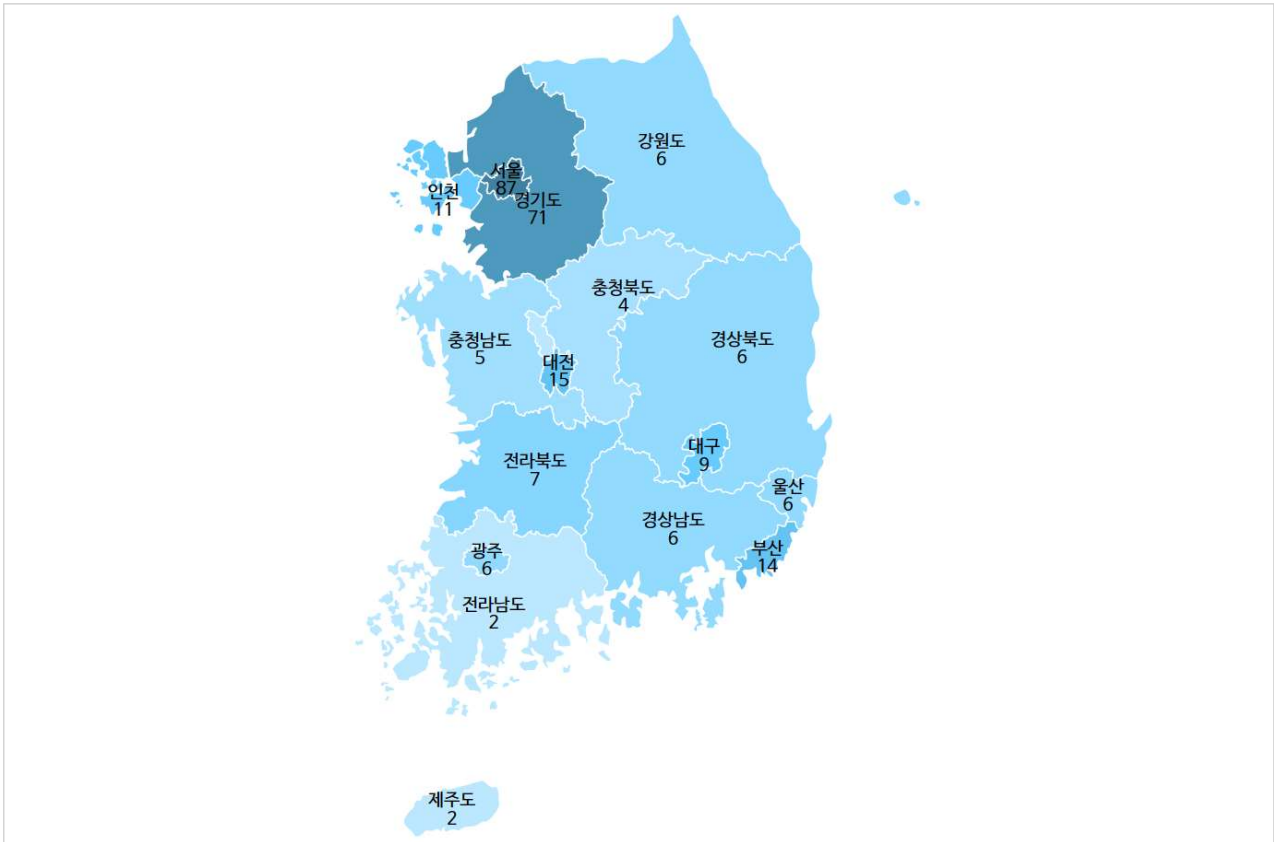 강원도
6
서울
87
인천
11
경기도
71
충청북도
4
충청남도
5
경상북도
6
대전
15
대구
9
전라북도
7
울산
6
경상남도
6
부산
14
광주
6
전라남도
2
제주도
2